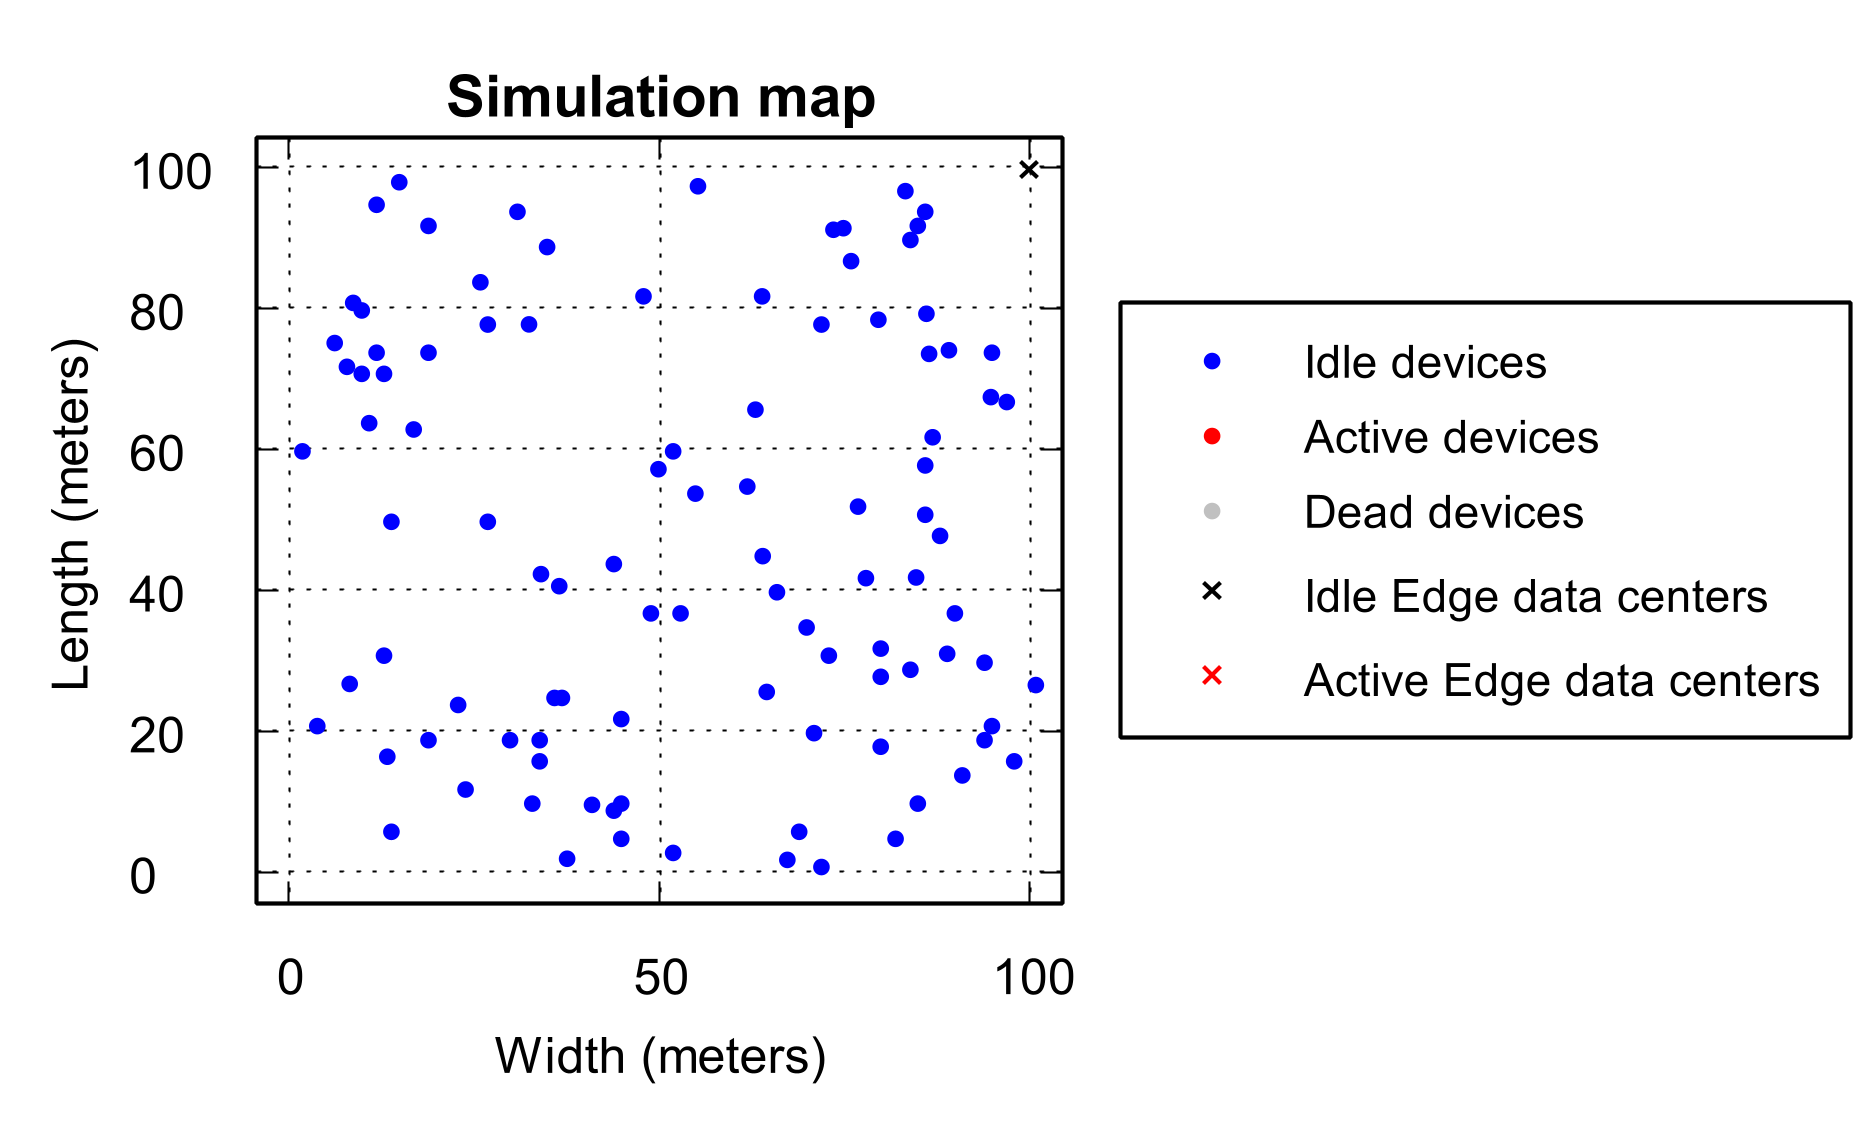 Simulation map
100
80
60
40
20
0
Length (meters)
0 50 100
Width (meters)
Idle devices
Active devices
Dead devices
Idle Edge data centers
Active Edge data centers